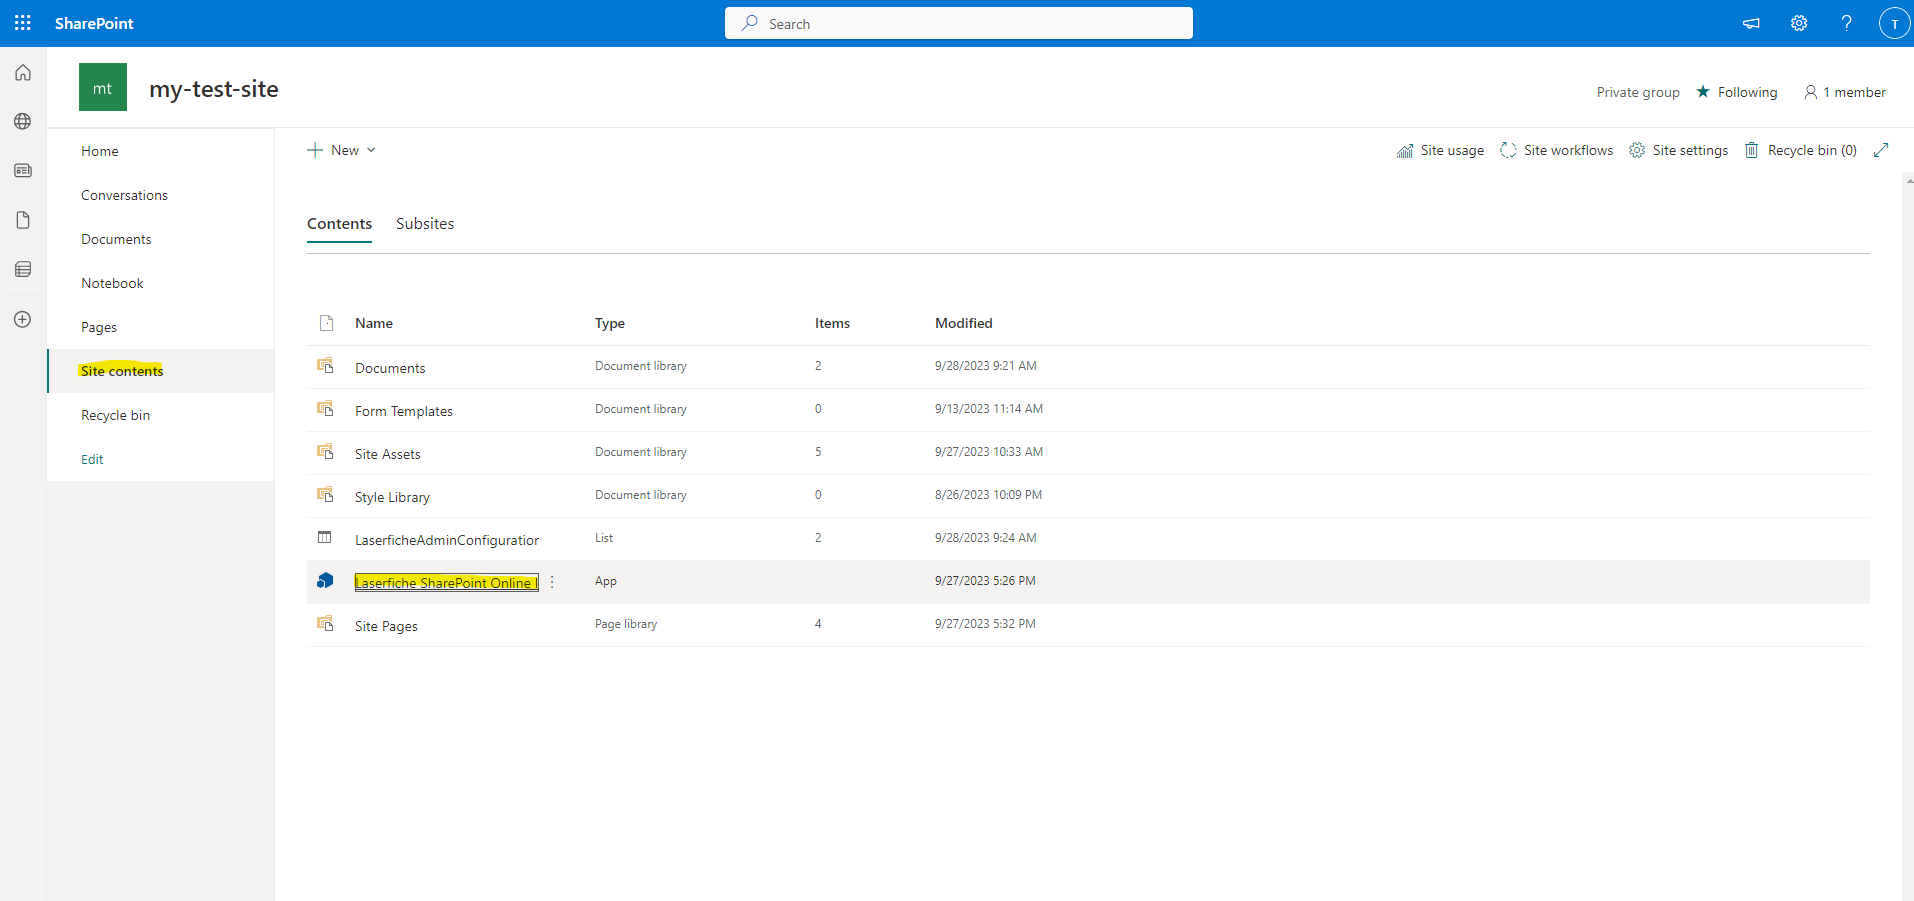 SharePoint
Search
T
mt
my-test-site
Private group
Following
1 member
Home
Conversations
Documents
Notebook
Pages
Site contents
Recycle bin
Edit
New
Site usage
Site workflows
Site settings
Recycle bin (0)
Contents
Subsites
Name Type Items Modified
Documents Document library 2 9/28/2023 9:21 AM
Form Templates Document library 0 9/13/2023 11:14 AM
Site Assets Document library 5 9/27/2023 10:33 AM
Style Library Document library 0 8/26/2023 10:09 PM
LaserficheAdminConfiguration List 2 9/28/2023 9:24 AM
Laserfiche SharePoint Online App 9/27/2023 5:26 PM
Site Pages Page library 4 9/27/2023 5:32 PM